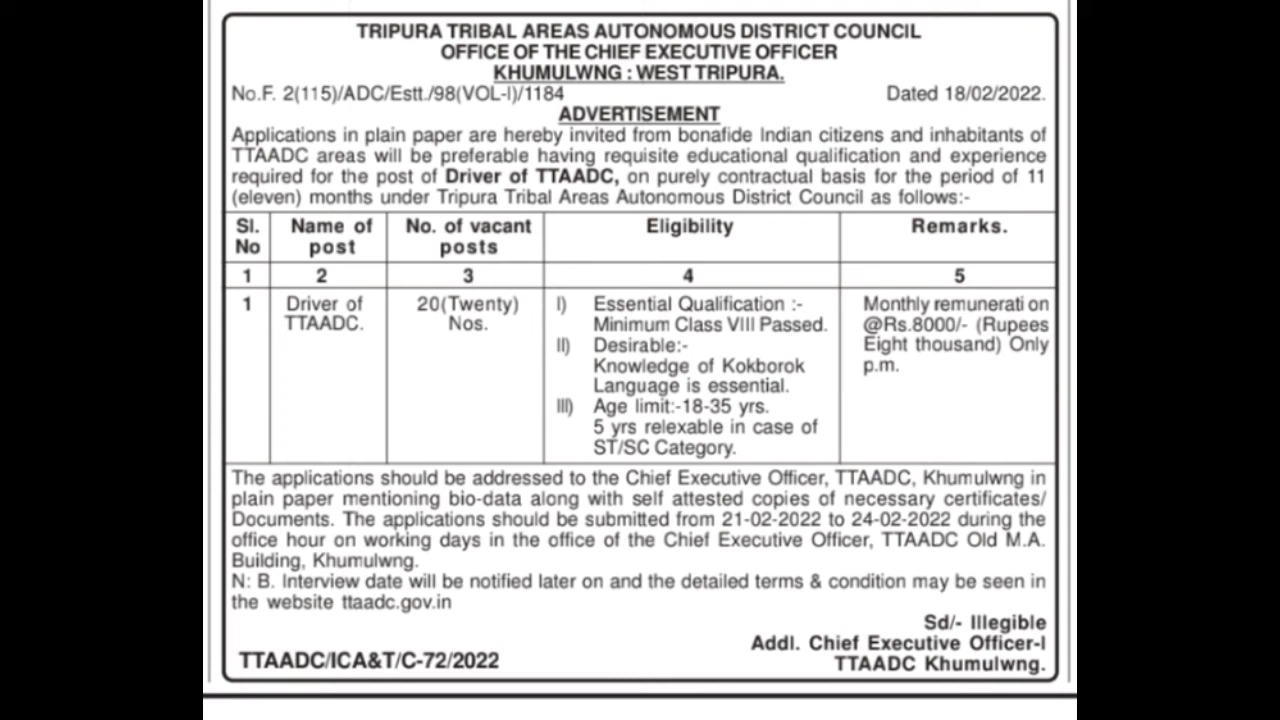 TRIPURA TRIBAL AREAS AUTONOMOUS DISTRICT COUNCIL
OFFICE OF THE CHIEF EXECUTIVE OFFICER
KHUMULWNG : WEST TRIPURA.
No.F. 2(115)/ADC/Estt./98(VOL-I)/1184 Dated 18/02/2022.
ADVERTISEMENT
Applications in plain paper are hereby invited from bonafide Indian citizens and inhabitants of
TTAADC areas will be preferable having requisite educational qualification and experience
required for the post of Driver of TTAADC, on purely contractual basis for the period of 11
(eleven) months under Tripura Tribal Areas Autonomous District Council as follows:-
Sl. No
Name of post
No. of vacant posts
Eligibility
Remarks.
1 2 3 4 5
1
Driver of
TTAADC.
20(Twenty)
Nos.
I) Essential Qualification :-
Minimum Class VIII Passed.
II) Desirable:-
Knowledge of Kokborok
Language is essential.
III) Age limit:-18-35 yrs.
5 yrs relexable in case of
ST/SC Category.
Monthly remunerati on
@Rs.8000/- (Rupees
Eight thousand) Only
p.m.
The applications should be addressed to the Chief Executive Officer, TTAADC, Khumulwng in
plain paper mentioning bio-data along with self attested copies of necessary certificates/
Documents. The applications should be submitted from 21-02-2022 to 24-02-2022 during the
office hour on working days in the office of the Chief Executive Officer, TTAADC Old M.A.
Building, Khumulwng.
N: B. Interview date will be notified later on and the detailed terms & condition may be seen in
the website ttaadc.gov.in
Sd/- Illegible
Addl. Chief Executive Officer-I
TTAADC Khumulwng.
TTAADC/ICA&T/C-72/2022